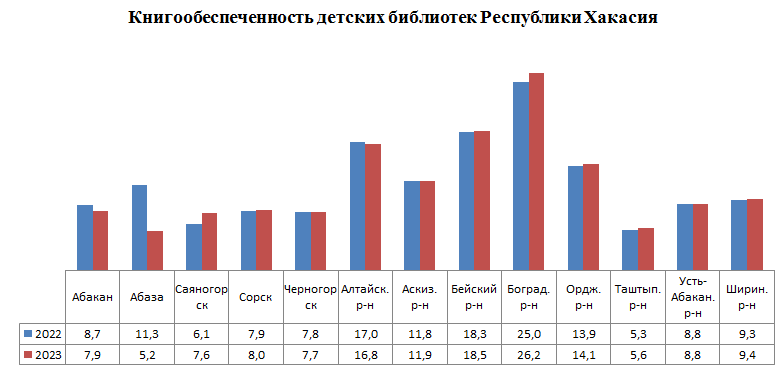 Книгообеспеченность детских библиотек Республики Хакасия
Абакан Абаза Саяногорск Сорск Черногорск Алтайск. р-н Аскиз. р-н Бейский р-н Боград. р-н Ордж. р-н Таштып. р-н Усть-Абакан. р-н Ширин. р-н
2022 8,7 11,3 6,1 7,9 7,8 17,0 11,8 18,3 25,0 13,9 5,3 8,8 9,3
2023 7,9 5,2 7,6 8,0 7,7 16,8 11,9 18,5 26,2 14,1 5,6 8,8 9,4